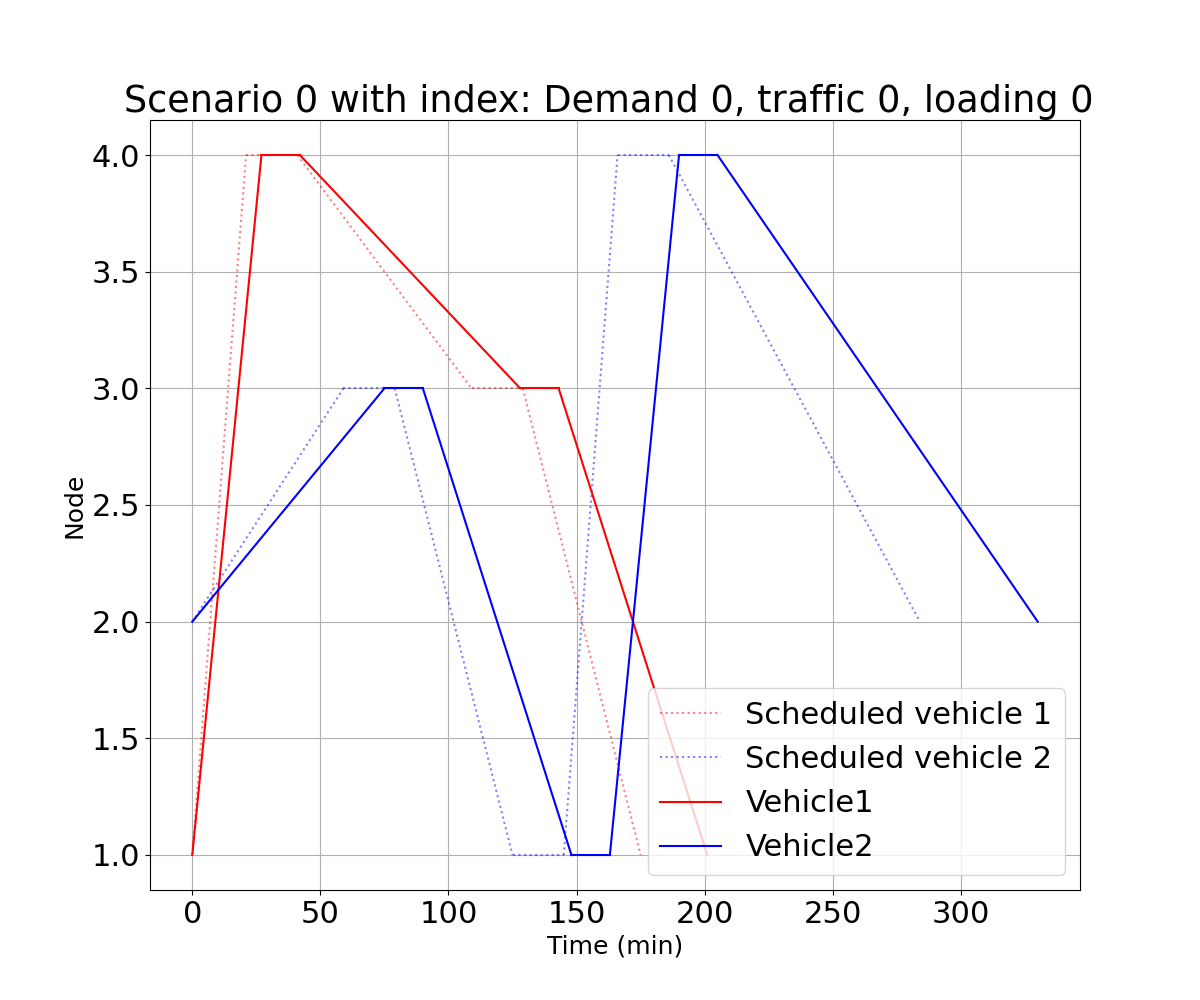 Scenario 0 with index: Demand 0, traffic 0, loading 0
4.0
3.5
3.0
2.5
2.0
1.5
1.0
Node
Scheduled vehicle 1
Scheduled vehicle 2
Vehicle1
Vehicle2
0 50 100 150 200 250 300
Time (min)